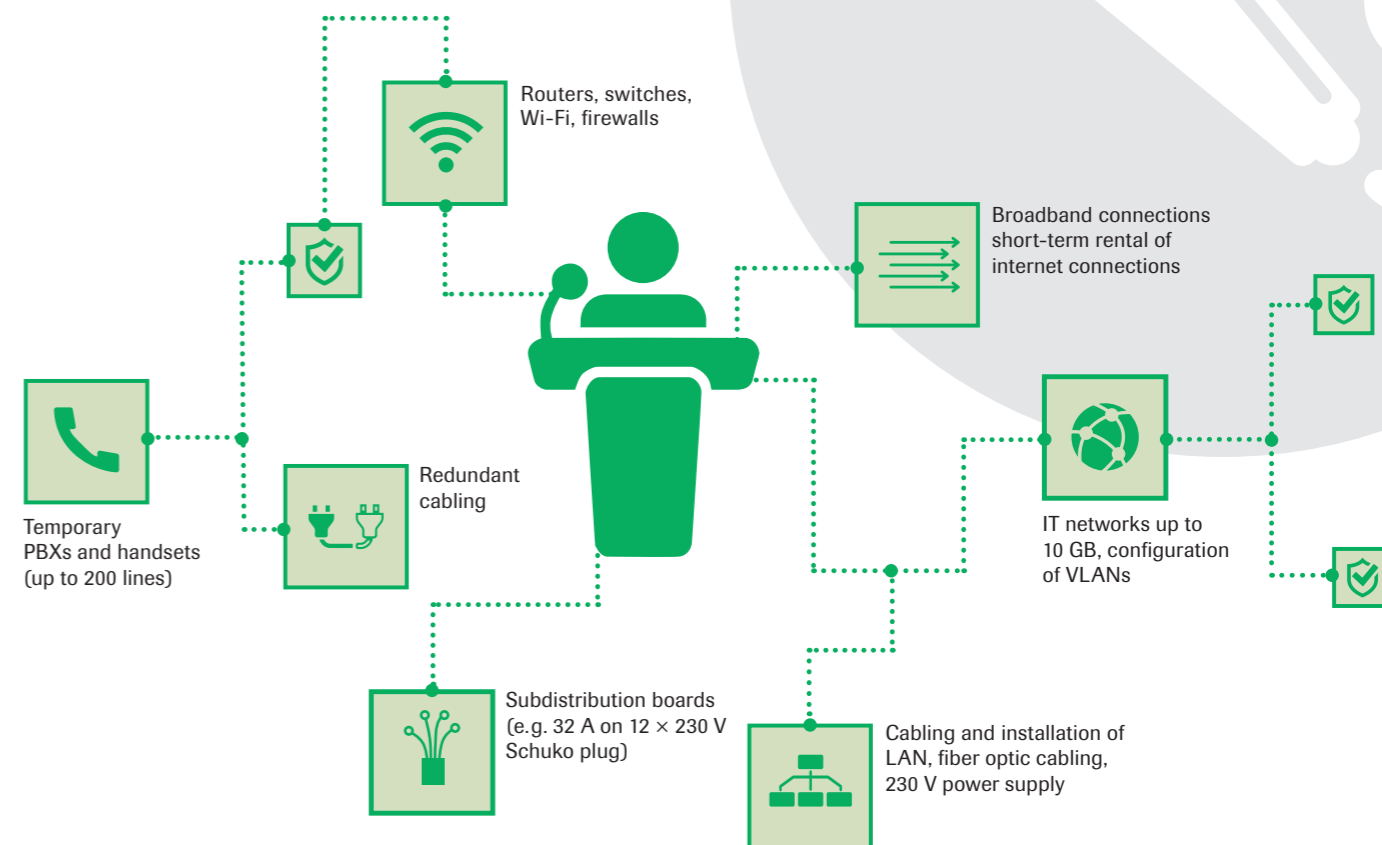 Routers, switches,
Wi-Fi, firewalls
Broadband connections
short-term rental of
internet connections
Redundant
cabling
Temporary
PBXs and handsets
(up to 200 lines)
IT networks up to
10 GB, configuration
of VLANs
Subdistribution boards
(e.g. 32 A on 12 × 230 V
Schuko plug)
Cabling and installation of
LAN, fiber optic cabling,
230 V power supply